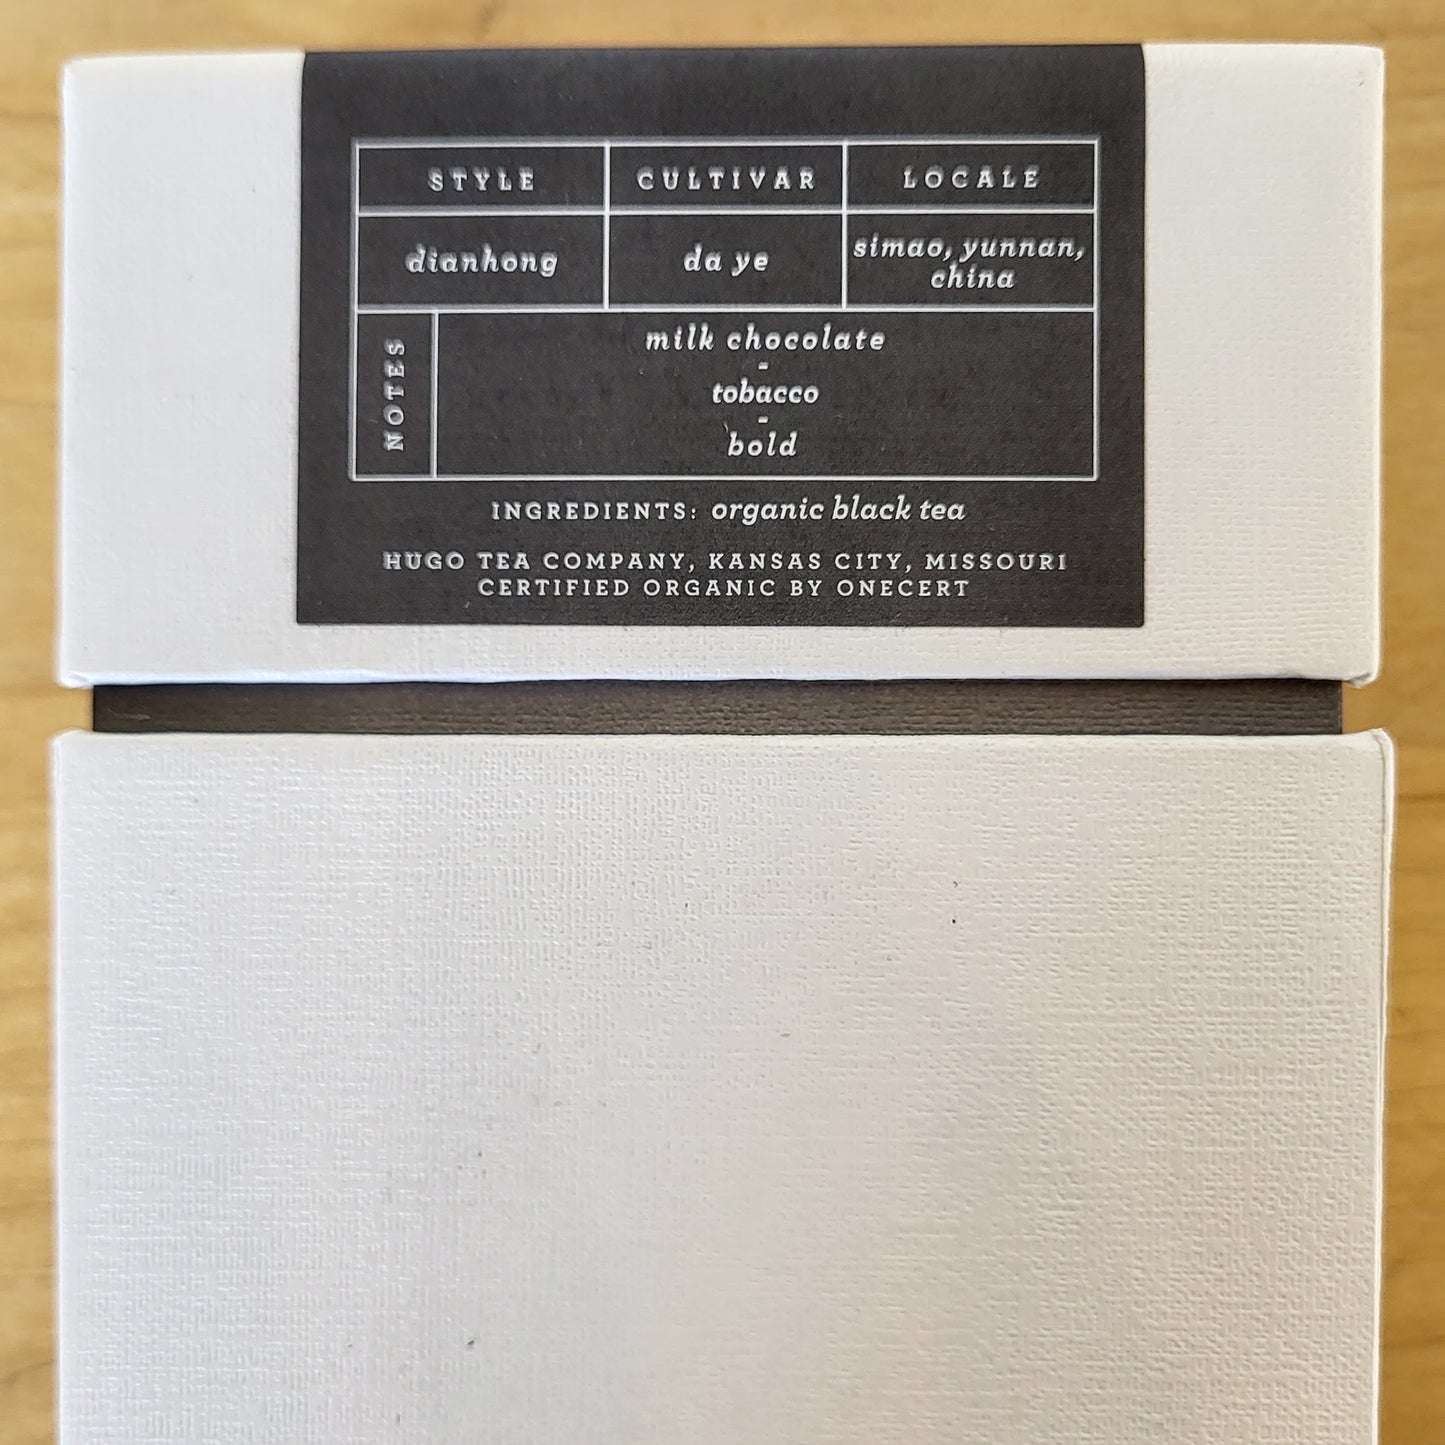 STYLE CULTIVAR LOCALE
dianhong da ye simao, yunnan,
china
NOTES
milk chocolate
-
tobacco
-
bold
INGREDIENTS: organic black tea
HUGO TEA COMPANY, KANSAS CITY, MISSOURI
CERTIFIED ORGANIC BY ONECERT